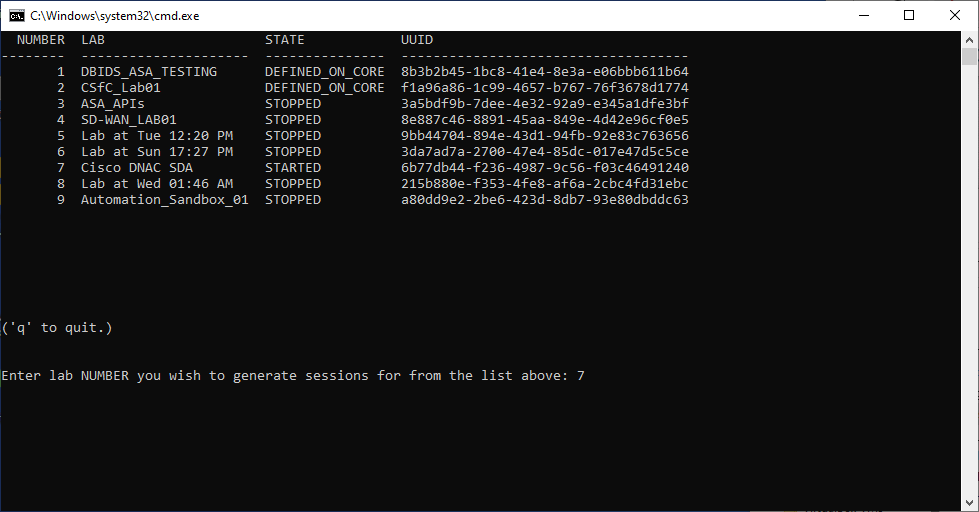 C:\Windows\system32\cmd.exe
NUMBER  LAB                    STATE            UUID
--------  ---------------------  ---------------  ------------------------------------
1  DBIDS_ASA_TESTING      DEFINED_ON_CORE  8b3b2b45-1bc8-41e4-8e3a-e06bbb611b64
2  CSfC_Lab01             DEFINED_ON_CORE  f1a96a86-1c99-4657-b767-76f3678d1774
3  ASA_APIs               STOPPED          3a5bdf9b-7dee-4e32-92a9-e345a1dfe3bf
4  SD-WAN_LAB01           STOPPED          8e887c46-8891-45aa-849e-4d42e96cf0e5
5  Lab at Tue 12:20 PM    STOPPED          9bb44704-894e-43d1-94fb-92e83c763656
6  Lab at Sun 17:27 PM    STOPPED          3da7ad7a-2700-47e4-85dc-017e47d5c5ce
7  Cisco DNAC SDA         STARTED          6b77db44-f236-4987-9c56-f03c46491240
8  Lab at Wed 01:46 AM    STOPPED          215b880e-f353-4fe8-af6a-2cbc4fd31ebc
9  Automation_Sandbox_01  STOPPED          a80dd9e2-2be6-423d-8db7-93e80dbddc63
('q' to quit.)
Enter lab NUMBER you wish to generate sessions for from the list above: 7